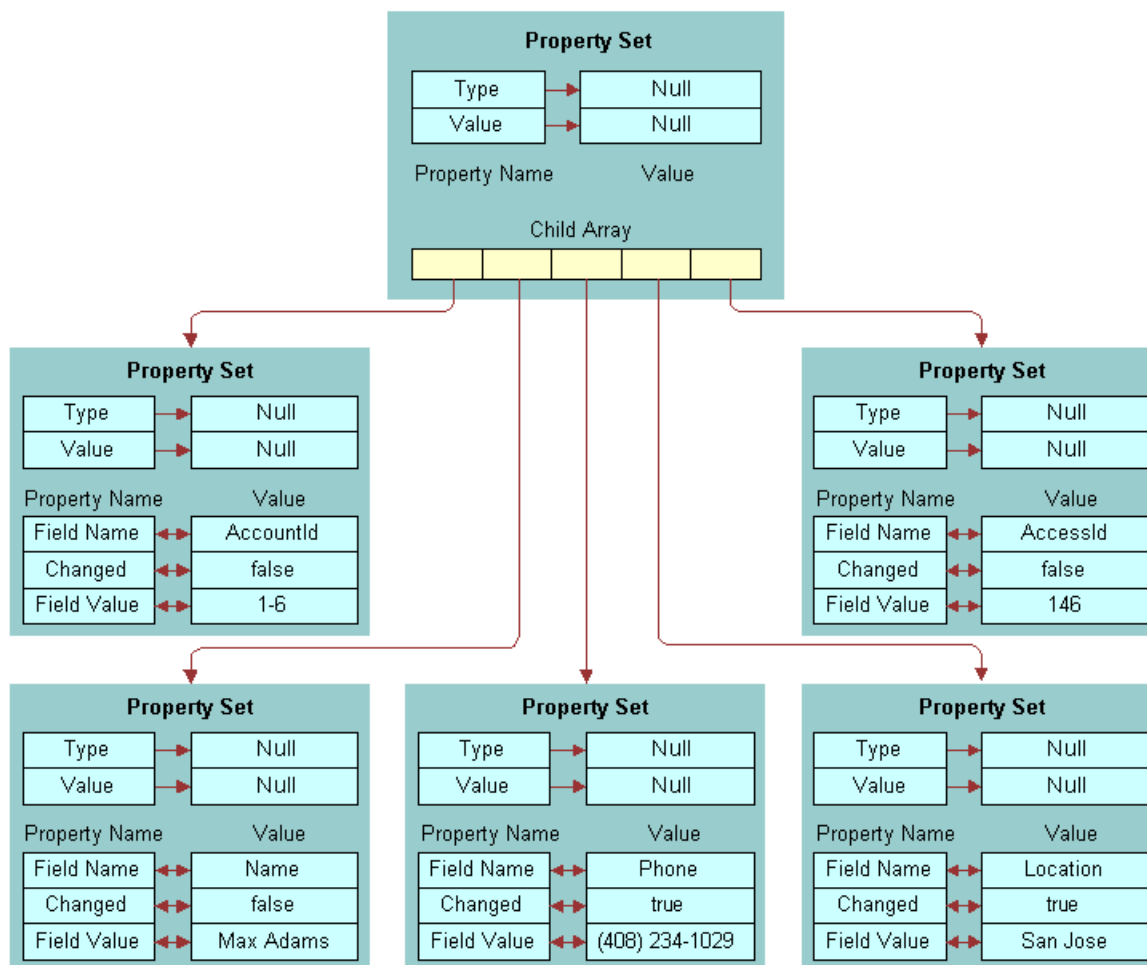 Property Set
Type Null
Value Null
Property Name Value
Child Array
Property Set
Type Null
Value Null
Property Name Value
Field Name AccountId
Changed false
Field Value 1-6
Property Set
Type Null
Value Null
Property Name Value
Field Name AccessId
Changed false
Field Value 146
Property Set
Type Null
Value Null
Property Name Value
Field Name Name
Changed false
Field Value Max Adams
Property Set
Type Null
Value Null
Property Name Value
Field Name Phone
Changed true
Field Value (408) 234-1029
Property Set
Type Null
Value Null
Property Name Value
Field Name Location
Changed true
Field Value San Jose